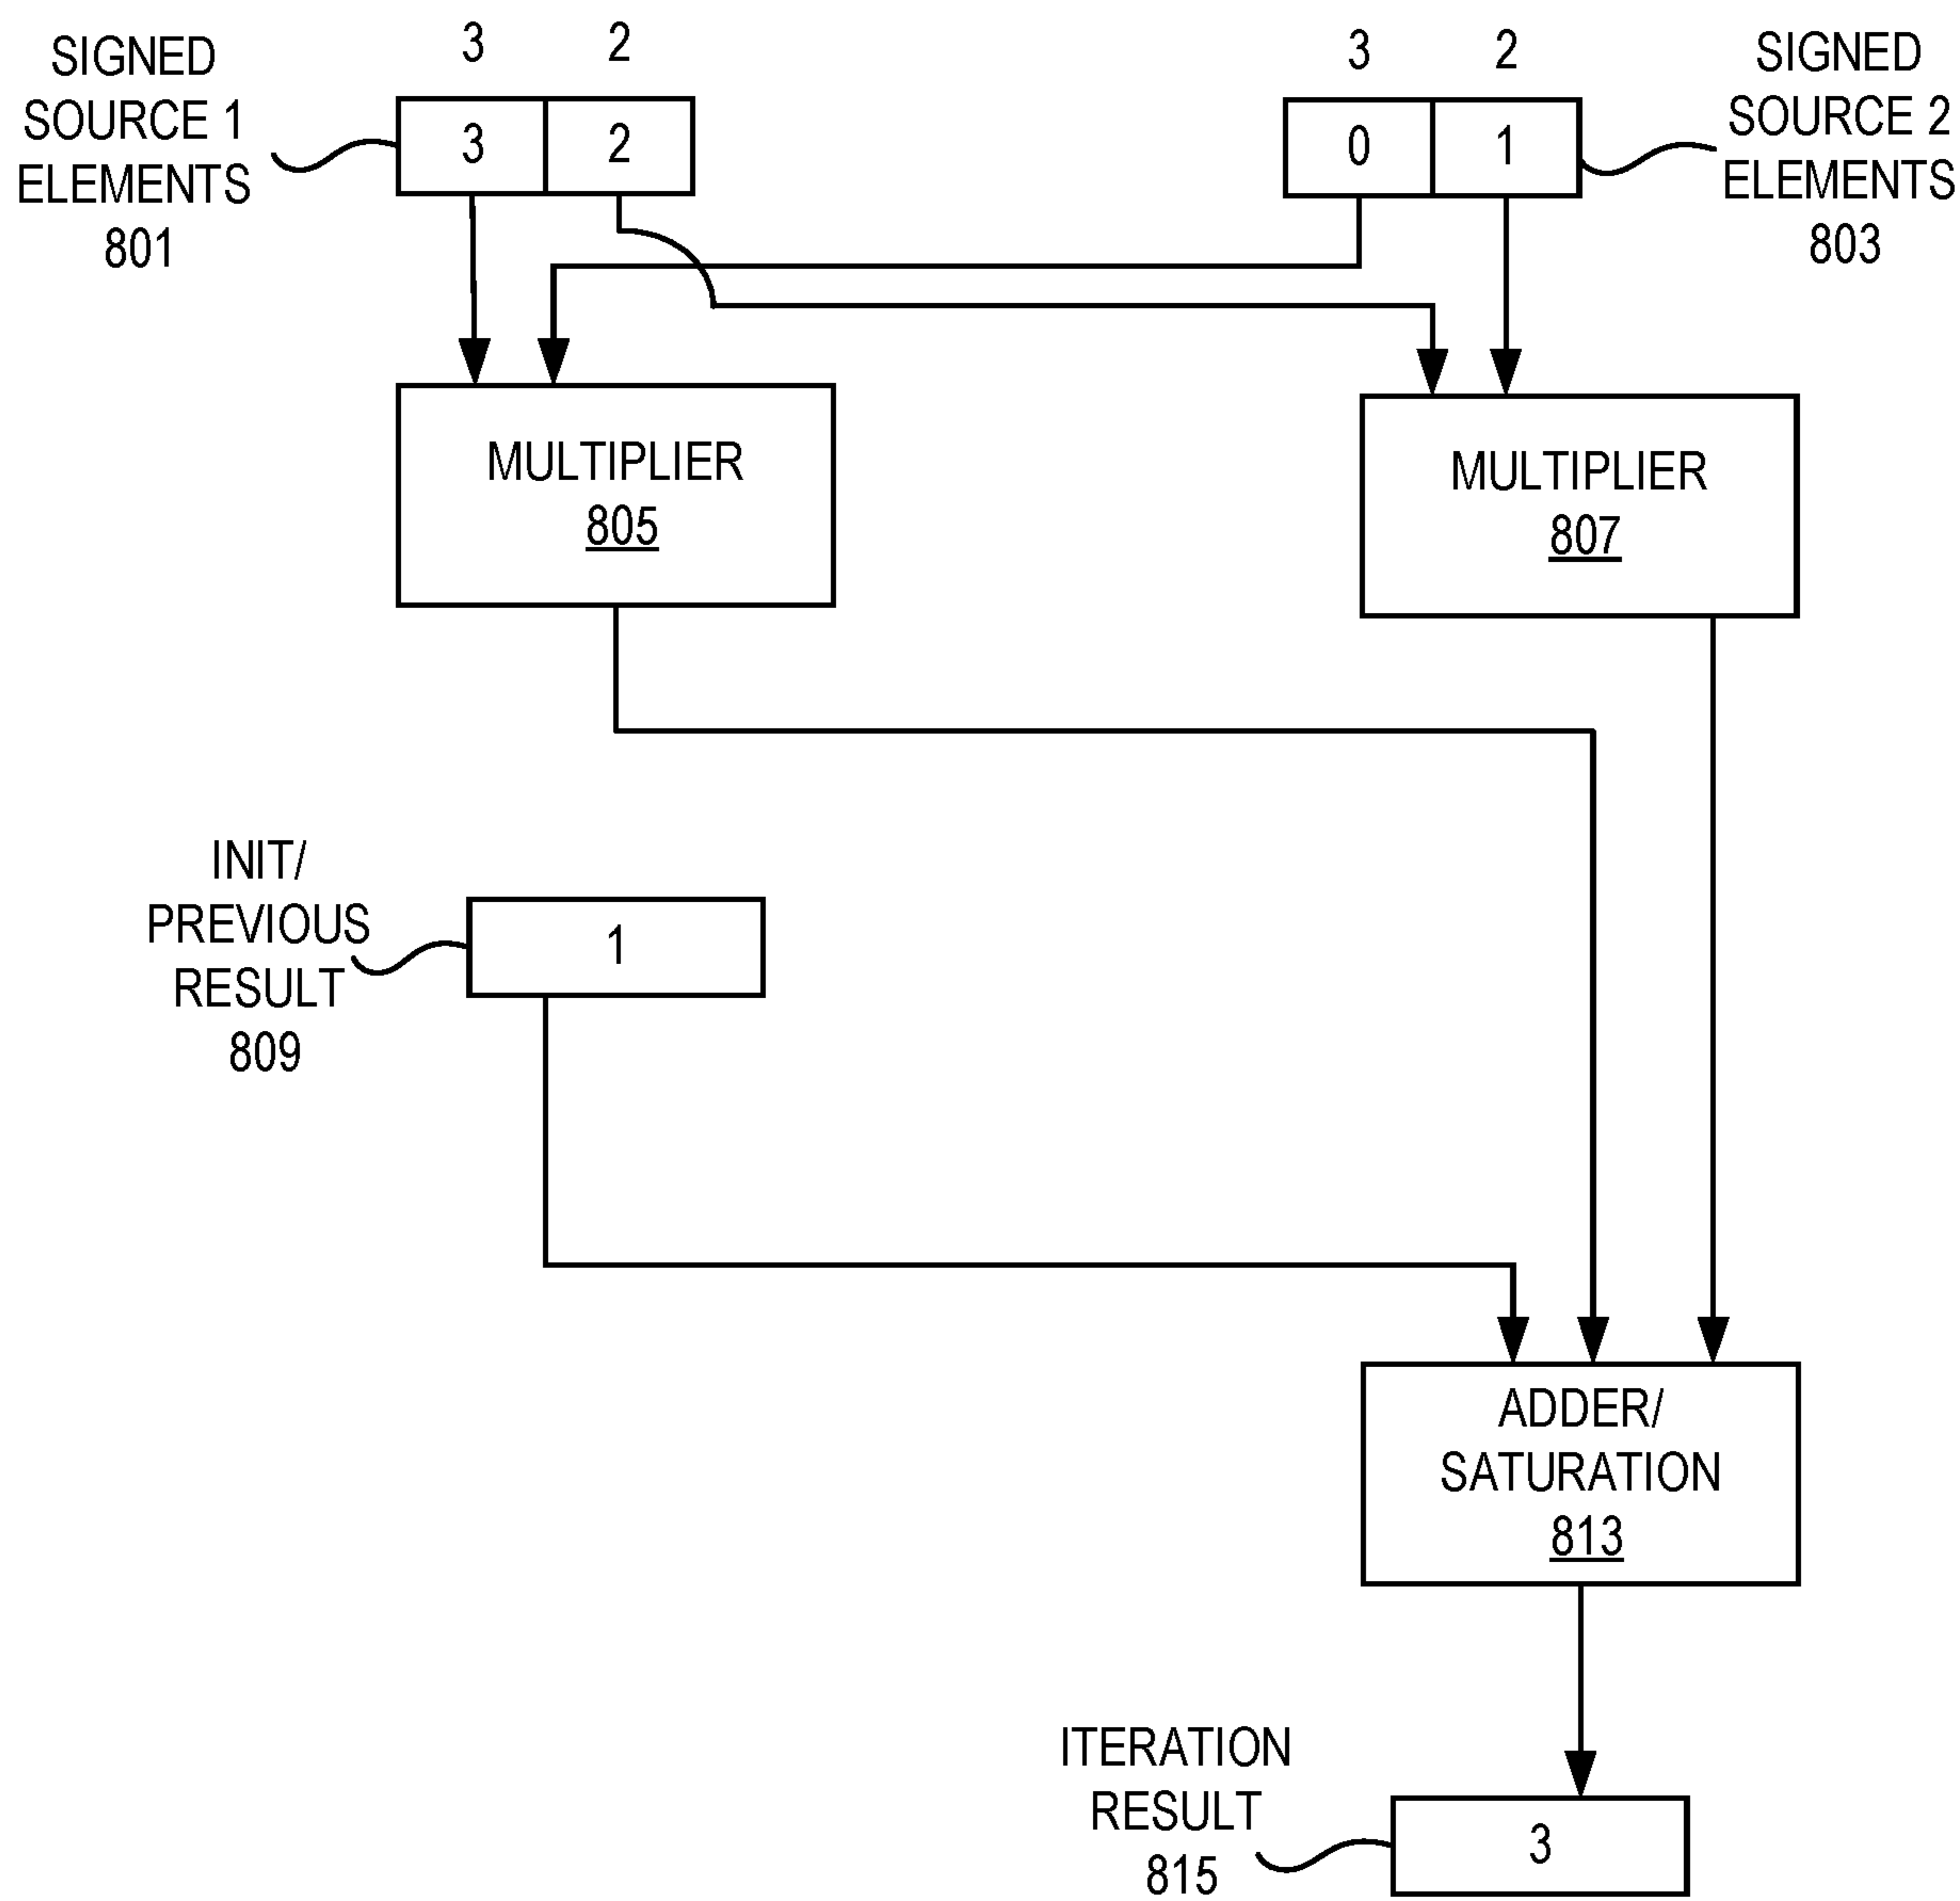 SIGNED
SOURCE 1
ELEMENTS
801
3 2
3 2
3 2
0 1
SIGNED
SOURCE 2
ELEMENTS
803
MULTIPLIER
805
MULTIPLIER
807
INIT/
PREVIOUS
RESULT
809
1
ADDER/
SATURATION
813
ITERATION
RESULT
815
3